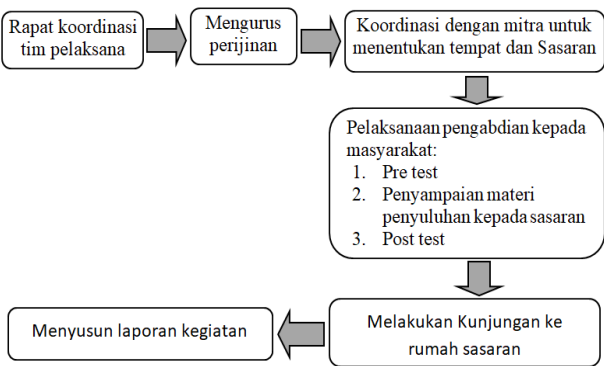 Rapat koordinasi
tim pelaksana
Mengurus
perijinan
Koordinasi dengan mitra untuk
menentukan tempat dan Sasaran
Pelaksanaan pengabdian kepada
masyarakat:
1. Pre test
2. Penyampaian materi
penyuluhan kepada sasaran
3. Post test
Melakukan Kunjungan ke
rumah sasaran
Menyusun laporan kegiatan